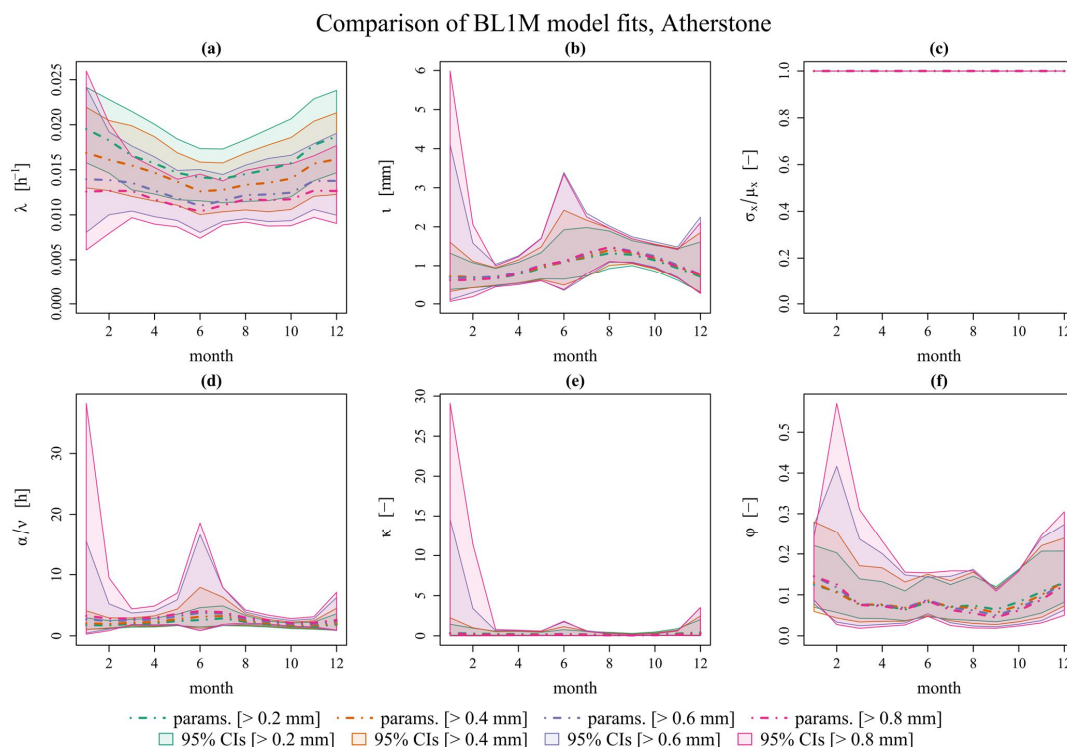 Comparison of BL1M model fits, Atherstone
(a)
(b)
(c)
λ [h⁻¹]
0.000 0.005 0.010 0.015 0.020 0.025
2 4 6 8 10 12
month
ι [mm]
0 1 2 3 4 5 6
2 4 6 8 10 12
month
σx/μx [−]
0.0 0.2 0.4 0.6 0.8 1.0
2 4 6 8 10 12
month
(d)
(e)
(f)
α/ν [h]
0 10 20 30
2 4 6 8 10 12
month
κ [−]
0 5 10 15 20 25 30
2 4 6 8 10 12
month
φ [−]
0.0 0.1 0.2 0.3 0.4 0.5
2 4 6 8 10 12
month
params. [> 0.2 mm] params. [> 0.4 mm] params. [> 0.6 mm] params. [> 0.8 mm]
95% CIs [> 0.2 mm] 95% CIs [> 0.4 mm] 95% CIs [> 0.6 mm] 95% CIs [> 0.8 mm]